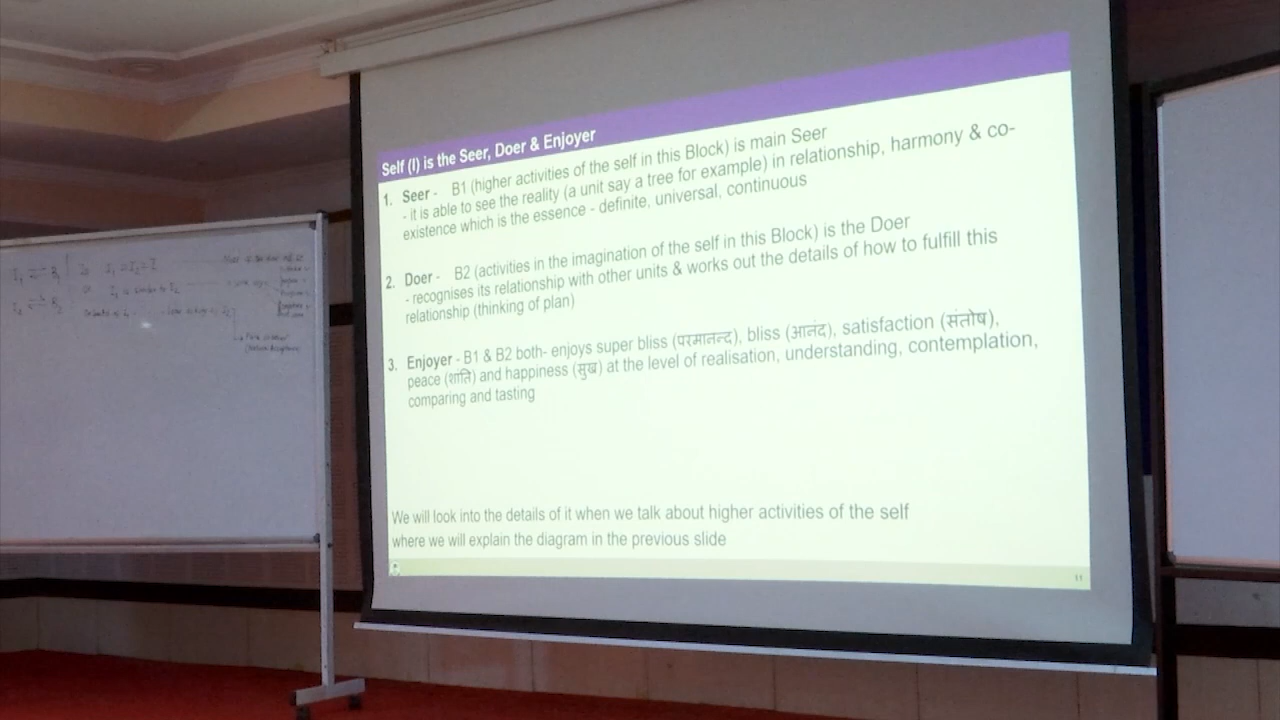 Self (I) is the Seer, Doer & Enjoyer
1. Seer - B1 (higher activities of the self in this Block) is main Seer
- it is able to see the reality (a unit say a tree for example) in relationship, harmony & co-
existence which is the essence - definite, universal, continuous
2. Doer - B2 (activities in the imagination of the self in this Block) is the Doer
- recognises its relationship with other units & works out the details of how to fulfill this
relationship (thinking of plan)
3. Enjoyer - B1 & B2 both- enjoys super bliss (परमानन्द), bliss (आनंद), satisfaction (संतोष),
peace (शांति) and happiness (सुख) at the level of realisation, understanding, contemplation,
comparing and tasting
We will look into the details of it when we talk about higher activities of the self
where we will explain the diagram in the previous slide
11